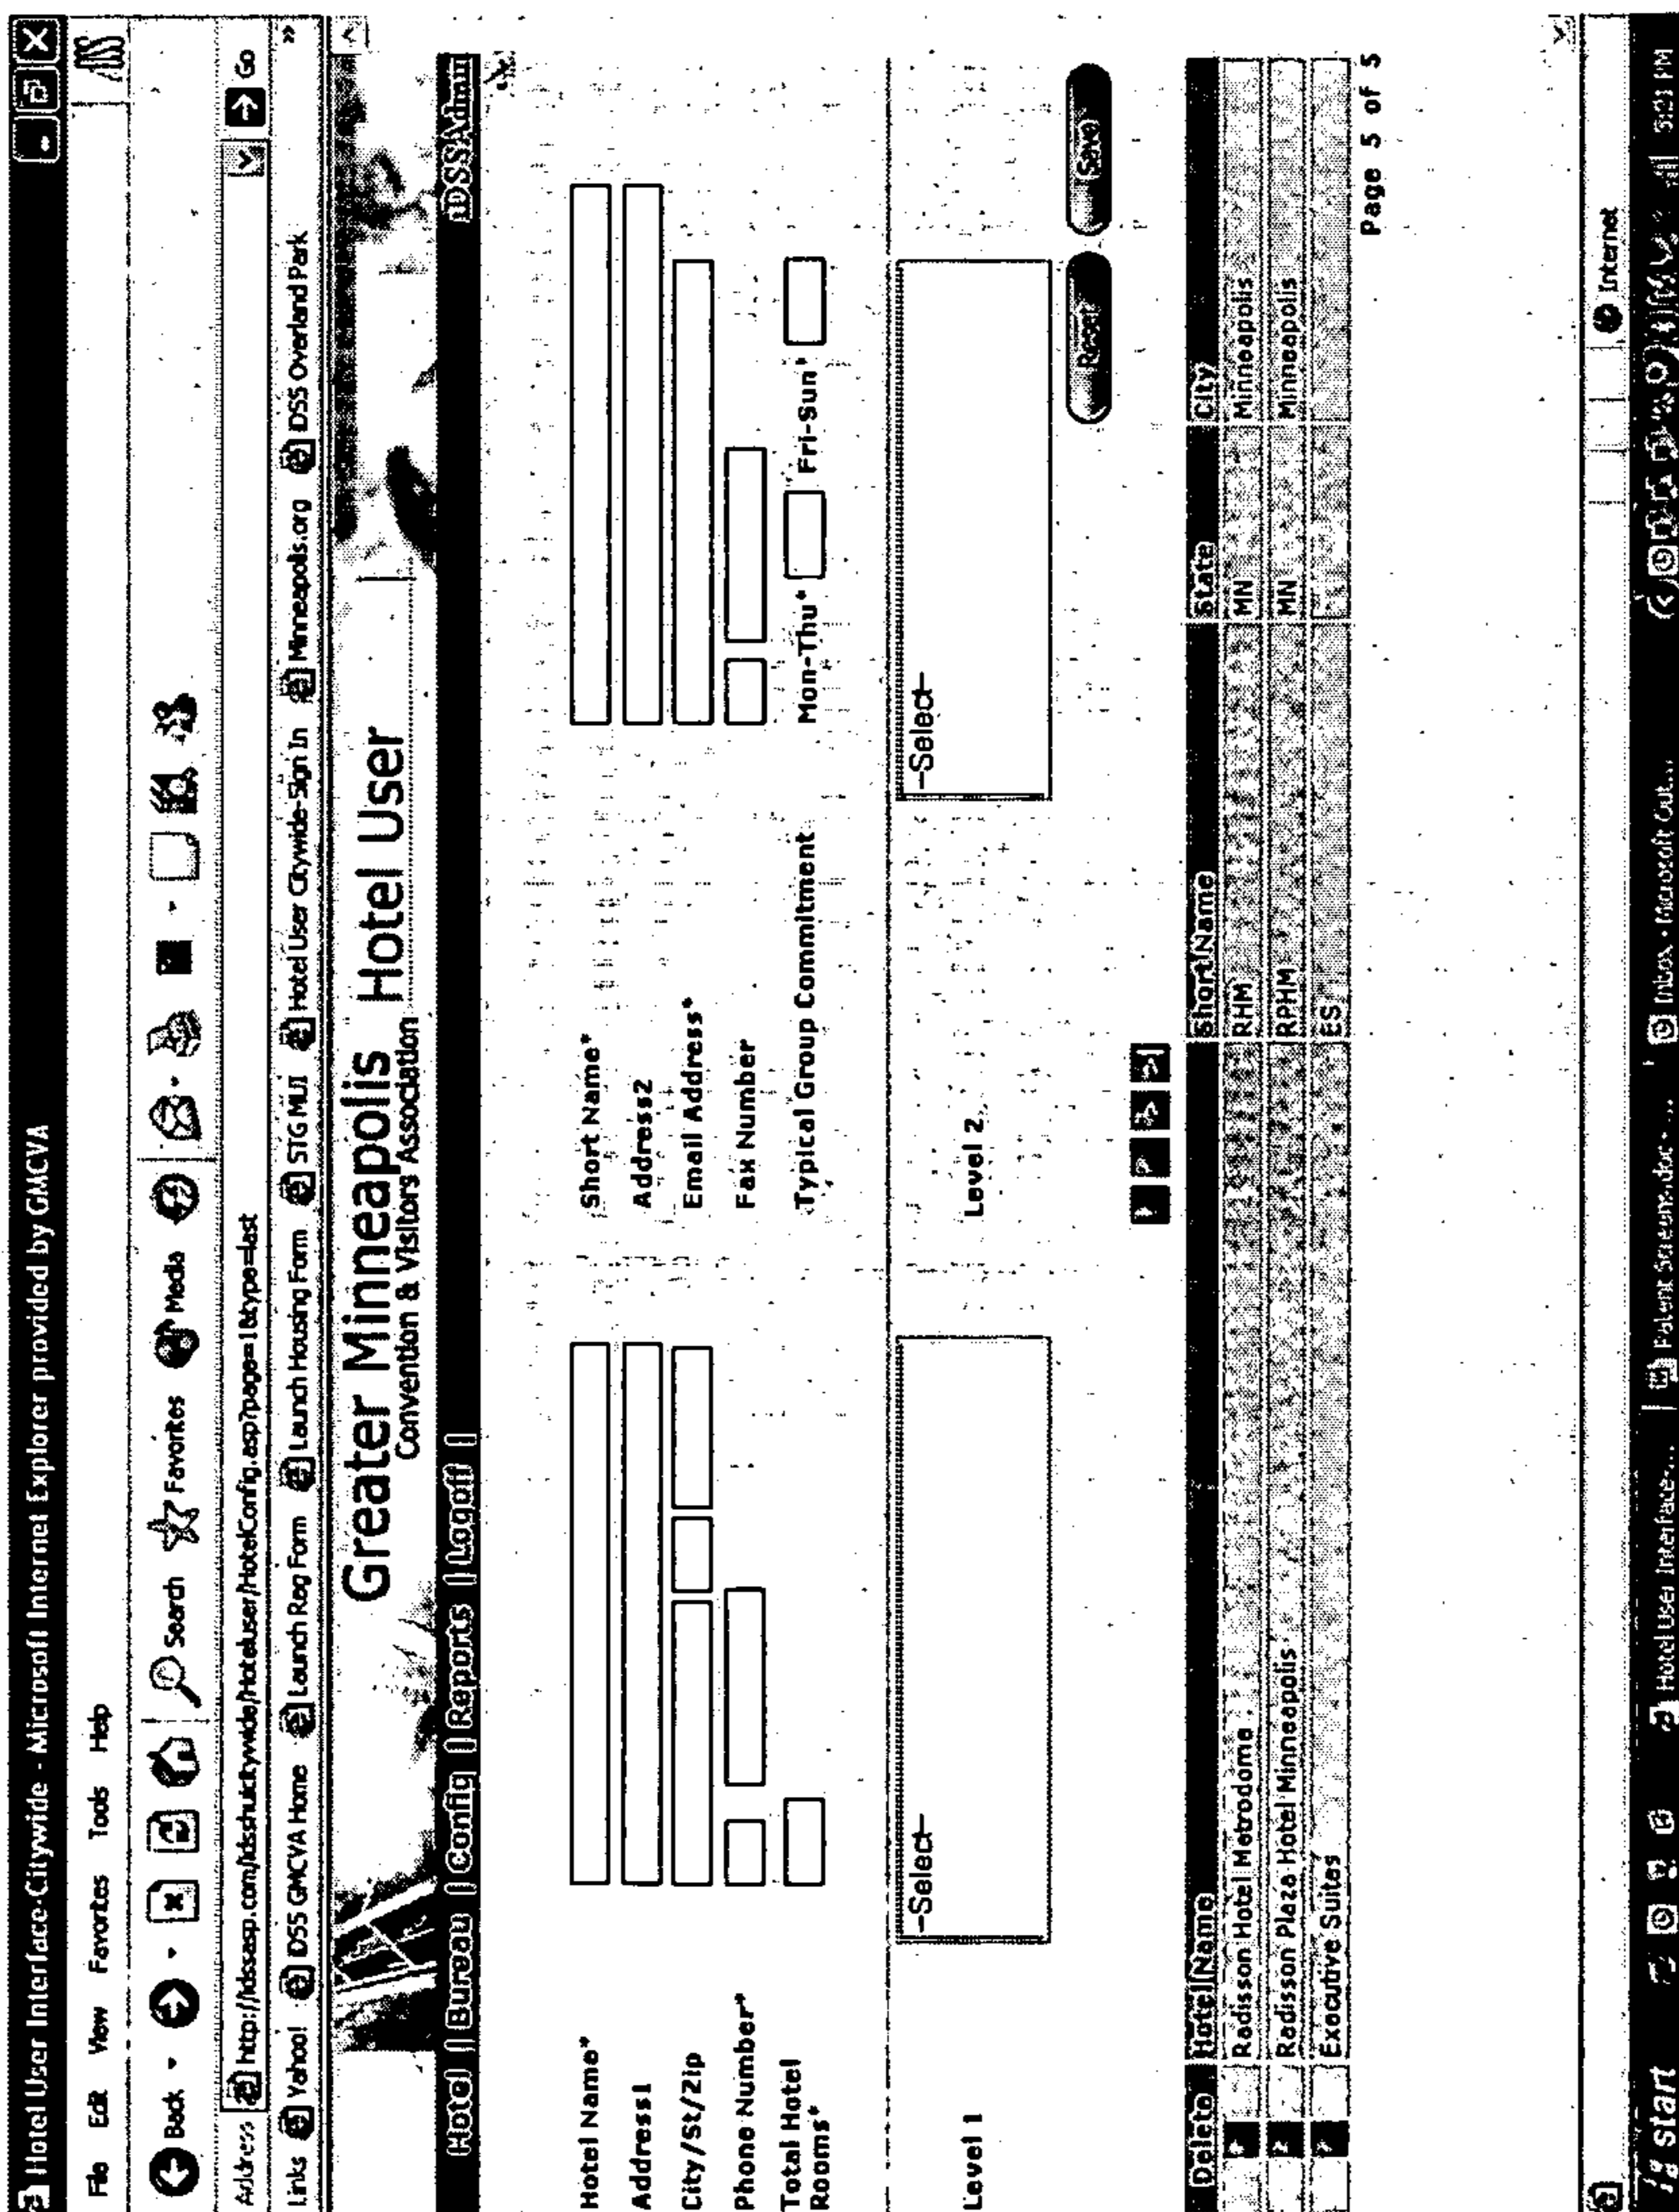 Hotel User Interface-Citywide - Microsoft Internet Explorer provided by GMCVA
File Edit View Favorites Tools Help
Back Search Favorites Media
Address http://idssasp.com/idsshuicitywide/Hoteluser/HotelConfig.asp?page=1&type=last Go
Links Yahoo! DSS GMCVA Home Launch Reg Form Launch Housing Form STG MUI Hotel User Citywide-Sign In Minneapolis.org DSS Overland Park »
Greater Minneapolis Hotel User
Convention & Visitors Association
Hotel | Bureau | Config | Reports | Logoff | iDSSAdmin
Hotel Name* Short Name*
Address1 Address2
City/St/Zip Email Address*
Phone Number* Fax Number
Total Hotel Rooms* Typical Group Commitment Mon-Thu* Fri-Sun*
Level 1 -Select- Level 2 -Select-
Reset Save
Delete Hotel Name Short Name State City
Radisson Hotel Metrodome RHM MN Minneapolis
Radisson Plaza Hotel Minneapolis RPHM MN Minneapolis
Executive Suites ES
Page 5 of 5
Internet
start Hotel User Interface-... Patent Screens.doc - ... Inbox - Microsoft Out... 5:21 PM